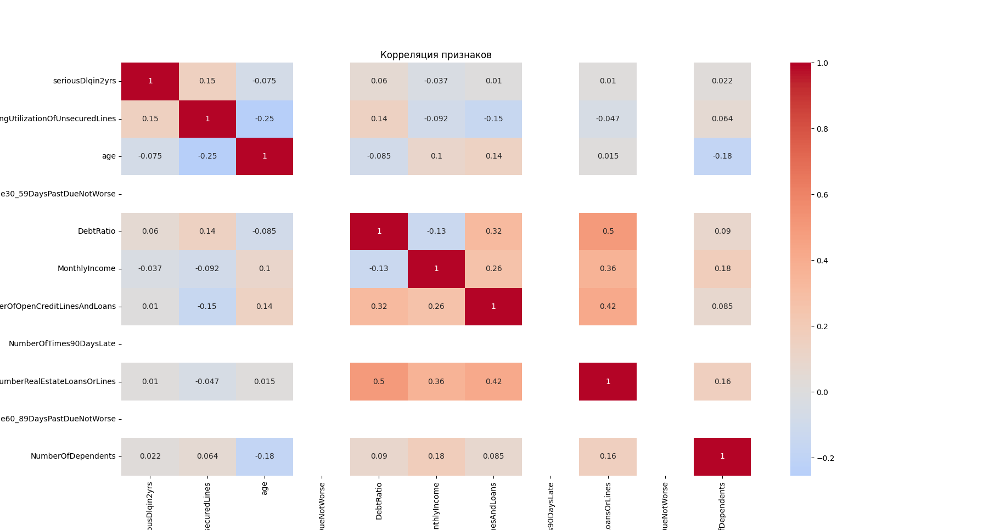 Корреляция признаков
seriousDlqin2yrs 1 0.15 -0.075 0.06 -0.037 0.01 0.01 0.022
ngUtilizationOfUnsecuredLines 0.15 1 -0.25 0.14 -0.092 -0.15 -0.047 0.064
age -0.075 -0.25 1 -0.085 0.1 0.14 0.015 -0.18
e30_59DaysPastDueNotWorse
DebtRatio 0.06 0.14 -0.085 1 -0.13 0.32 0.5 0.09
MonthlyIncome -0.037 -0.092 0.1 -0.13 1 0.26 0.36 0.18
erOfOpenCreditLinesAndLoans 0.01 -0.15 0.14 0.32 0.26 1 0.42 0.085
NumberOfTimes90DaysLate
umberRealEstateLoansOrLines 0.01 -0.047 0.015 0.5 0.36 0.42 1 0.16
e60_89DaysPastDueNotWorse
NumberOfDependents 0.022 0.064 -0.18 0.09 0.18 0.085 0.16 1
ousDlqin2yrs
securedLines
age
DueNotWorse
DebtRatio
nthlyIncome
nesAndLoans
s90DaysLate
LoansOrLines
DueNotWorse
fDependents
1.0
0.8
0.6
0.4
0.2
0.0
−0.2